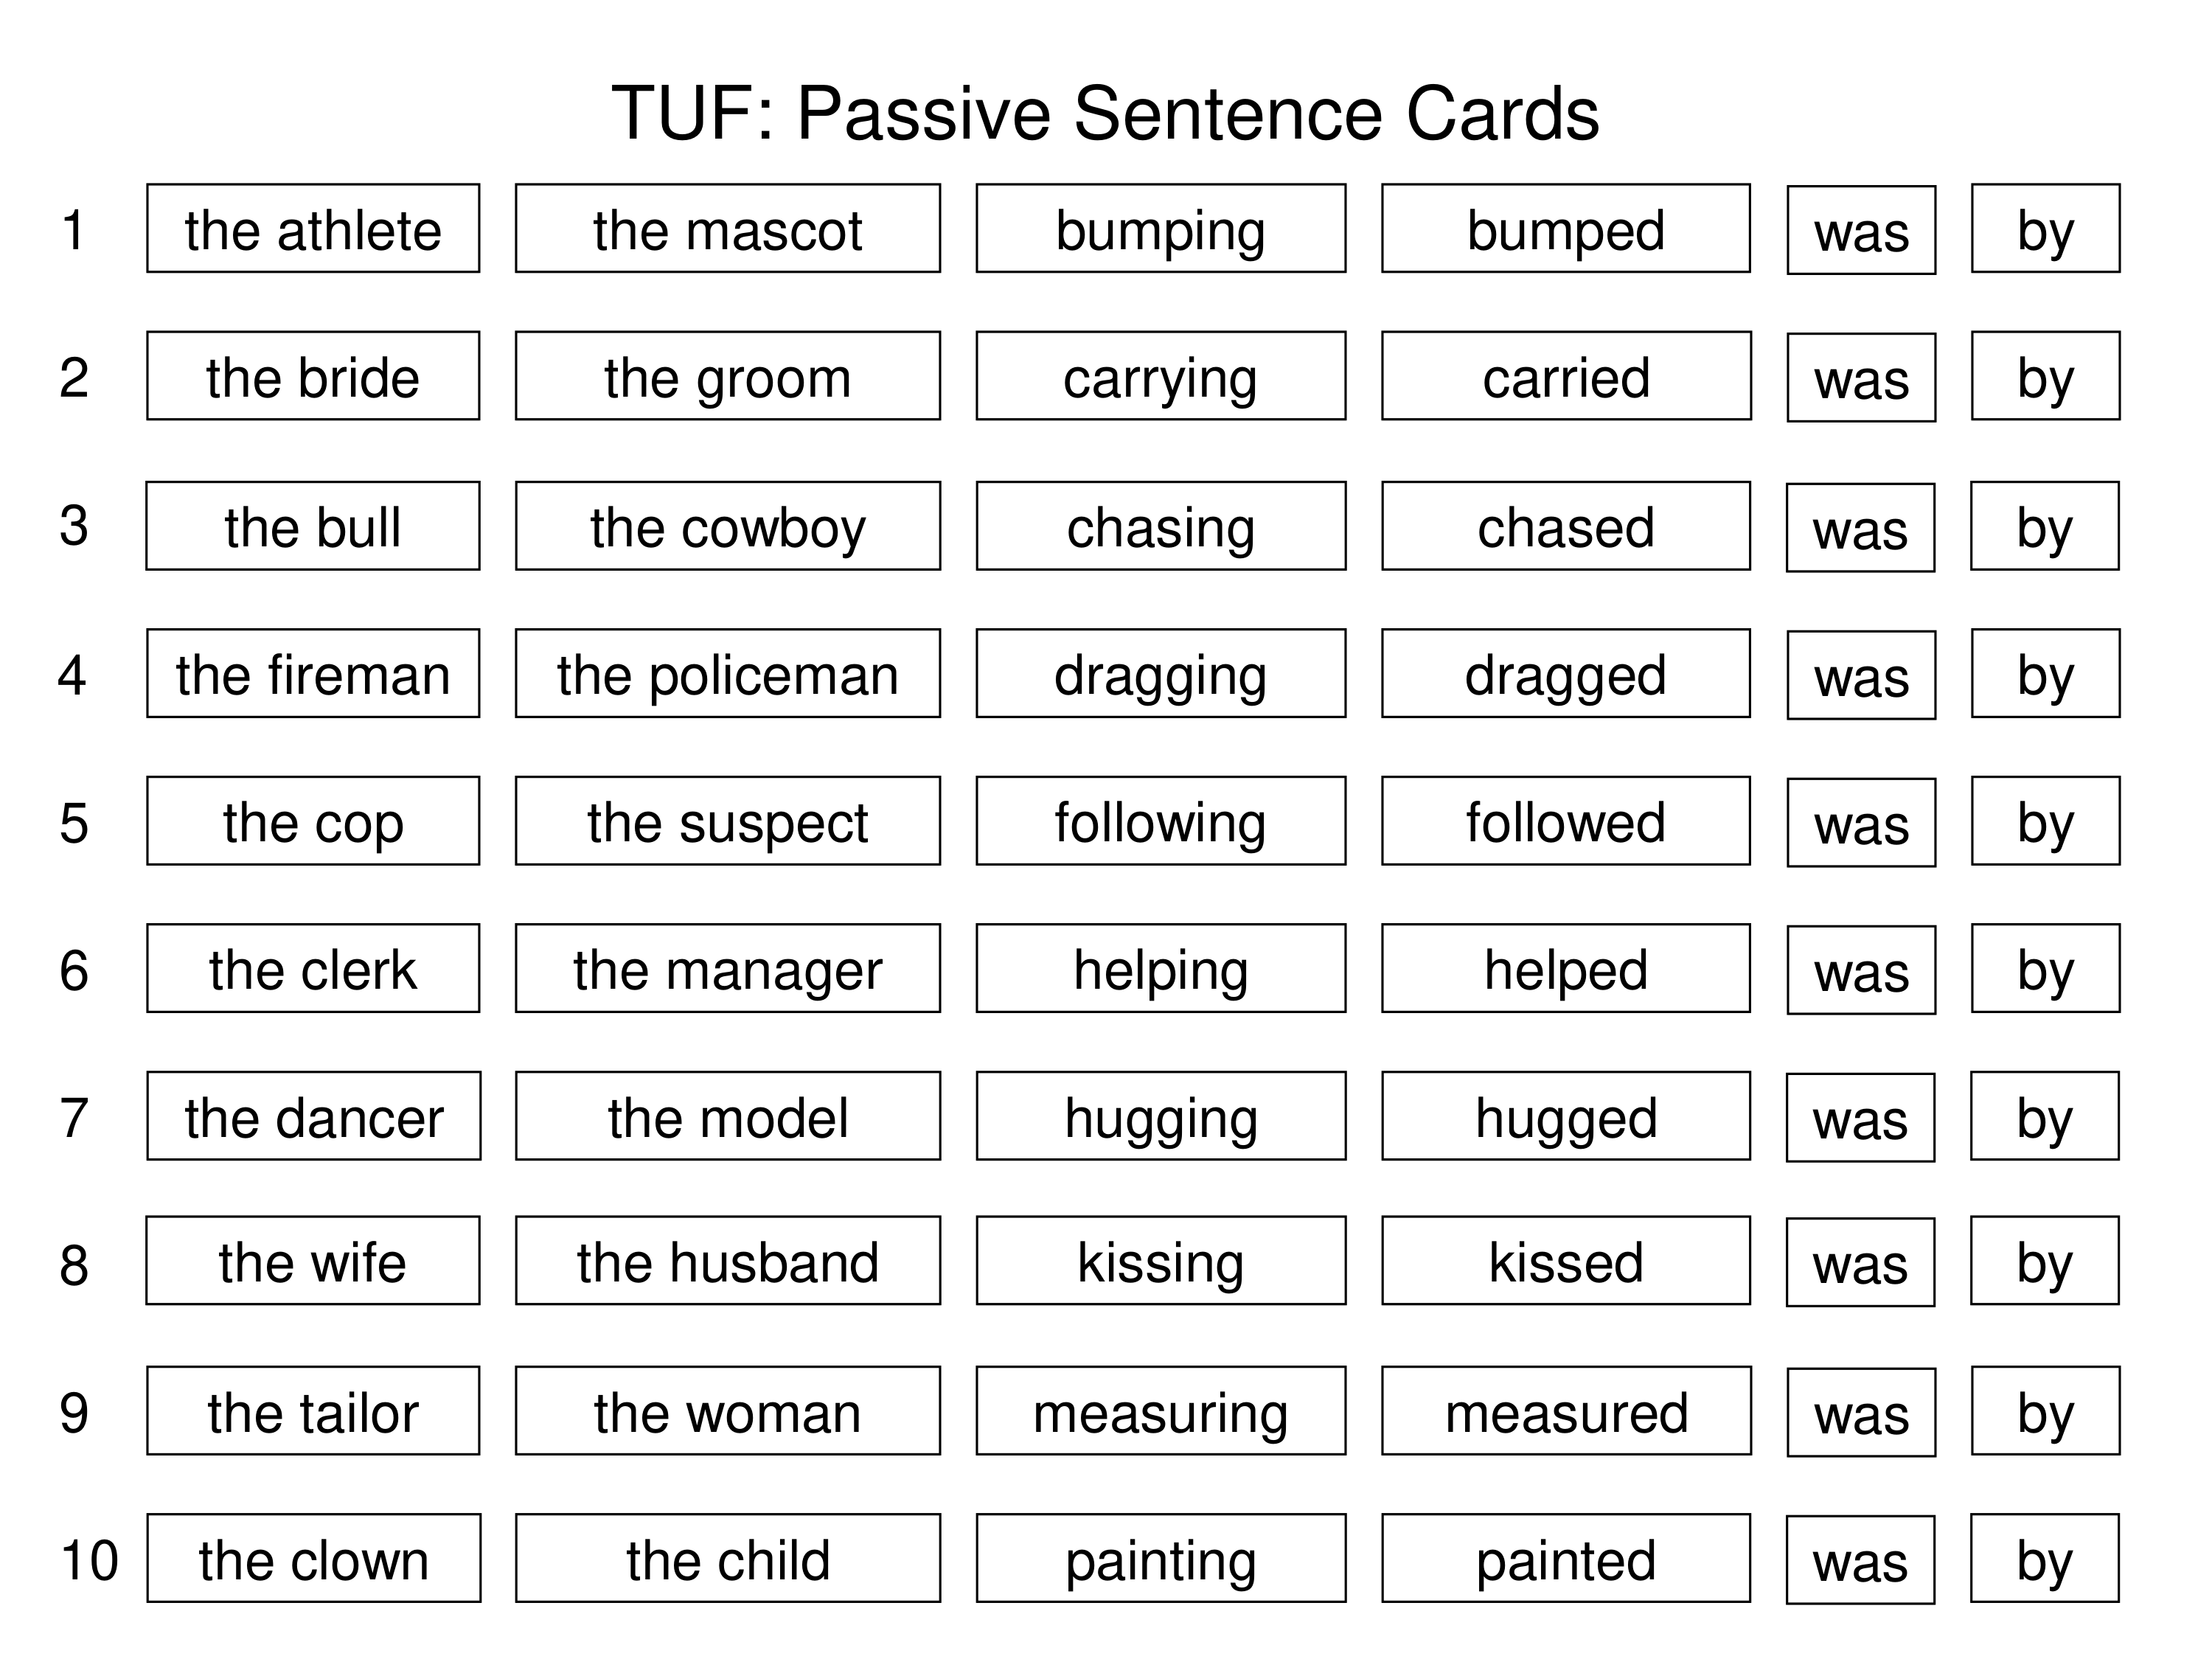 TUF: Passive Sentence Cards
1 the athlete the mascot bumping bumped was by
2 the bride the groom carrying carried was by
3 the bull the cowboy chasing chased was by
4 the fireman the policeman dragging dragged was by
5 the cop the suspect following followed was by
6 the clerk the manager helping helped was by
7 the dancer the model hugging hugged was by
8 the wife the husband kissing kissed was by
9 the tailor the woman measuring measured was by
10 the clown the child painting painted was by